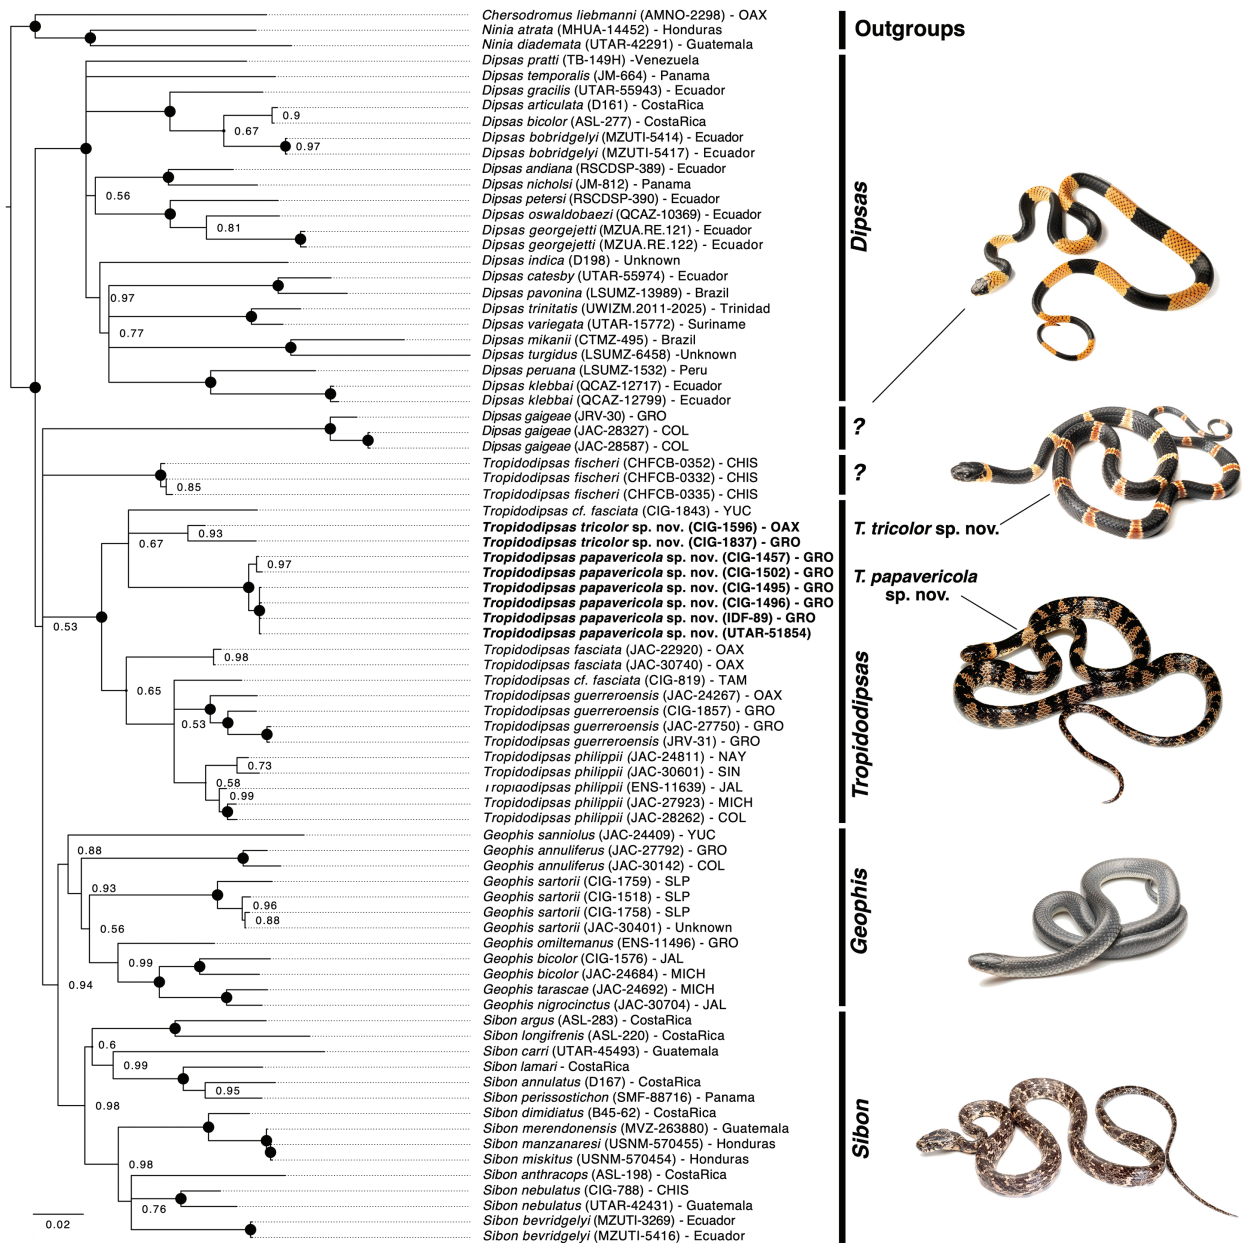 Chersodromus liebmanni (AMNO-2298) - OAX
Ninia atrata (MHUA-14452) - Honduras
Ninia diademata (UTAR-42291) - Guatemala
Outgroups
Dipsas pratti (TB-149H) -Venezuela
Dipsas temporalis (JM-664) - Panama
Dipsas gracilis (UTAR-55943) - Ecuador
Dipsas articulata (D161) - CostaRica
0.9
Dipsas bicolor (ASL-277) - CostaRica
0.67
Dipsas bobridgelyi (MZUTI-5414) - Ecuador
0.97
Dipsas bobridgelyi (MZUTI-5417) - Ecuador
Dipsas andiana (RSCDSP-389) - Ecuador
Dipsas nicholsi (JM-812) - Panama
0.56
Dipsas petersi (RSCDSP-390) - Ecuador
Dipsas oswaldobaezi (QCAZ-10369) - Ecuador
0.81
Dipsas georgejetti (MZUA.RE.121) - Ecuador
Dipsas georgejetti (MZUA.RE.122) - Ecuador
Dipsas indica (D198) - Unknown
Dipsas catesby (UTAR-55974) - Ecuador
Dipsas pavonina (LSUMZ-13989) - Brazil
0.97
Dipsas trinitatis (UWIZM.2011-2025) - Trinidad
Dipsas variegata (UTAR-15772) - Suriname
0.77
Dipsas mikanii (CTMZ-495) - Brazil
Dipsas turgidus (LSUMZ-6458) -Unknown
Dipsas peruana (LSUMZ-1532) - Peru
Dipsas klebbai (QCAZ-12717) - Ecuador
Dipsas klebbai (QCAZ-12799) - Ecuador
Dipsas
Dipsas gaigeae (JRV-30) - GRO
Dipsas gaigeae (JAC-28327) - COL
Dipsas gaigeae (JAC-28587) - COL
?
Tropidodipsas fischeri (CHFCB-0352) - CHIS
Tropidodipsas fischeri (CHFCB-0332) - CHIS
0.85
Tropidodipsas fischeri (CHFCB-0335) - CHIS
?
Tropidodipsas cf. fasciata (CIG-1843) - YUC
Tropidodipsas tricolor sp. nov. (CIG-1596) - OAX
0.93
Tropidodipsas tricolor sp. nov. (CIG-1837) - GRO
0.67
T. tricolor sp. nov.
Tropidodipsas papavericola sp. nov. (CIG-1457) - GRO
0.97
Tropidodipsas papavericola sp. nov. (CIG-1502) - GRO
Tropidodipsas papavericola sp. nov. (CIG-1495) - GRO
Tropidodipsas papavericola sp. nov. (CIG-1496) - GRO
Tropidodipsas papavericola sp. nov. (IDF-89) - GRO
Tropidodipsas papavericola sp. nov. (UTAR-51854)
T. papavericola
sp. nov.
0.53
Tropidodipsas fasciata (JAC-22920) - OAX
0.98
Tropidodipsas fasciata (JAC-30740) - OAX
Tropidodipsas cf. fasciata (CIG-819) - TAM
0.65
Tropidodipsas guerreroensis (JAC-24267) - OAX
Tropidodipsas guerreroensis (CIG-1857) - GRO
0.53
Tropidodipsas guerreroensis (JAC-27750) - GRO
Tropidodipsas guerreroensis (JRV-31) - GRO
Tropidodipsas philippii (JAC-24811) - NAY
0.73
Tropidodipsas philippii (JAC-30601) - SIN
0.58
Tropidodipsas philippii (ENS-11639) - JAL
0.99
Tropidodipsas philippii (JAC-27923) - MICH
Tropidodipsas philippii (JAC-28262) - COL
Tropidodipsas
Geophis sanniolus (JAC-24409) - YUC
0.88
Geophis annuliferus (JAC-27792) - GRO
Geophis annuliferus (JAC-30142) - COL
Geophis sartorii (CIG-1759) - SLP
0.93
Geophis sartorii (CIG-1518) - SLP
0.96
Geophis sartorii (CIG-1758) - SLP
0.88
Geophis sartorii (JAC-30401) - Unknown
0.56
Geophis omiltemanus (ENS-11496) - GRO
Geophis bicolor (CIG-1576) - JAL
0.99
Geophis bicolor (JAC-24684) - MICH
0.94
Geophis tarascae (JAC-24692) - MICH
Geophis nigrocinctus (JAC-30704) - JAL
Geophis
Sibon argus (ASL-283) - CostaRica
Sibon longifrenis (ASL-220) - CostaRica
0.6
Sibon carri (UTAR-45493) - Guatemala
0.99
Sibon lamari - CostaRica
Sibon annulatus (D167) - CostaRica
0.95
Sibon perissostichon (SMF-88716) - Panama
0.98
Sibon dimidiatus (B45-62) - CostaRica
Sibon merendonensis (MVZ-263880) - Guatemala
Sibon manzanaresi (USNM-570455) - Honduras
Sibon miskitus (USNM-570454) - Honduras
0.98
Sibon anthracops (ASL-198) - CostaRica
Sibon nebulatus (CIG-788) - CHIS
0.76
Sibon nebulatus (UTAR-42431) - Guatemala
Sibon bevridgelyi (MZUTI-3269) - Ecuador
Sibon bevridgelyi (MZUTI-5416) - Ecuador
Sibon
0.02